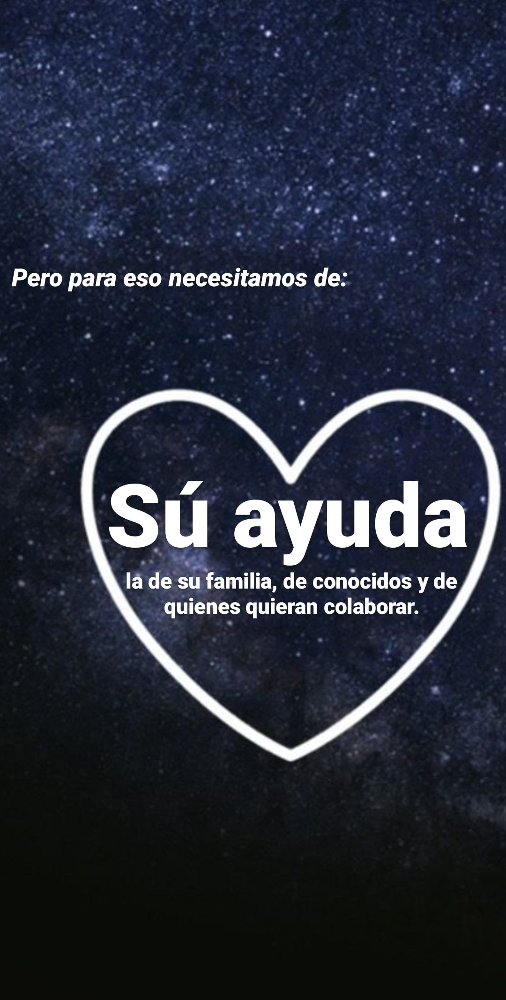 Pero para eso necesitamos de:
Sú ayuda
la de su familia, de conocidos y de
quienes quieran colaborar.